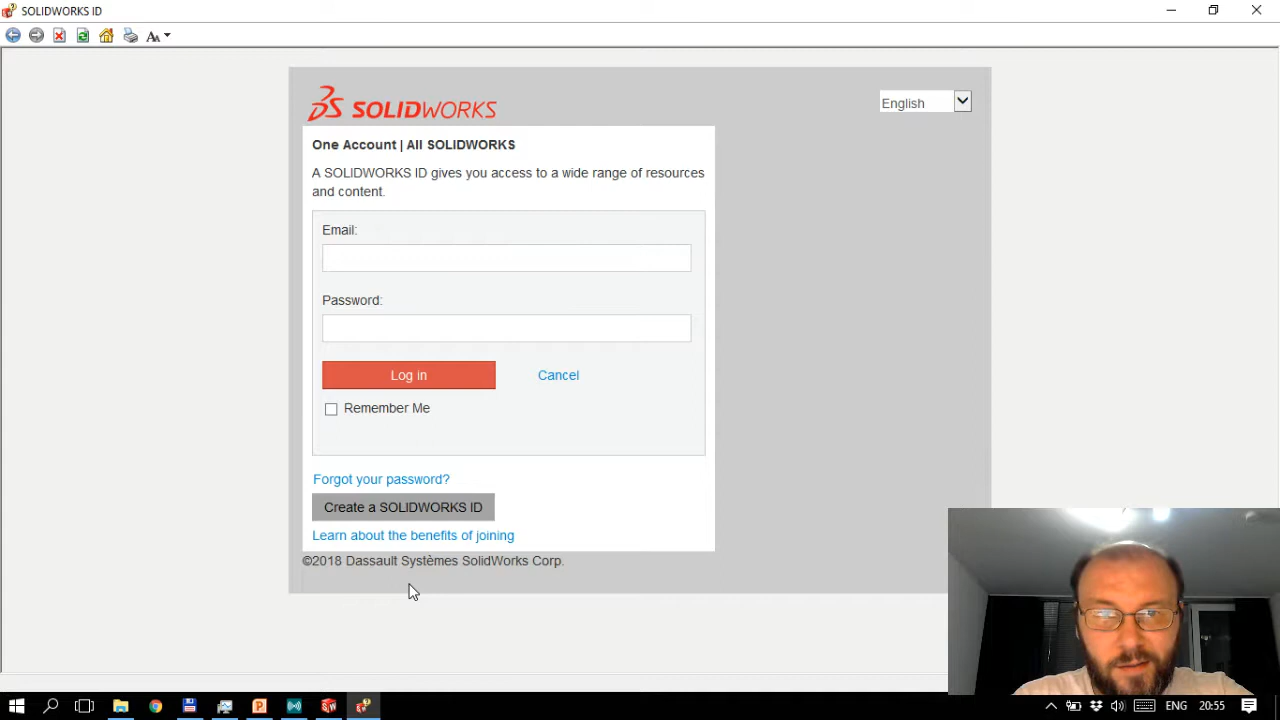 SOLIDWORKS ID
SOLIDWORKS
English
One Account | All SOLIDWORKS
A SOLIDWORKS ID gives you access to a wide range of resources
and content.
Email:
Password:
Log in
Cancel
Remember Me
Forgot your password?
Create a SOLIDWORKS ID
Learn about the benefits of joining
©2018 Dassault Systèmes SolidWorks Corp.
ENG
20:55